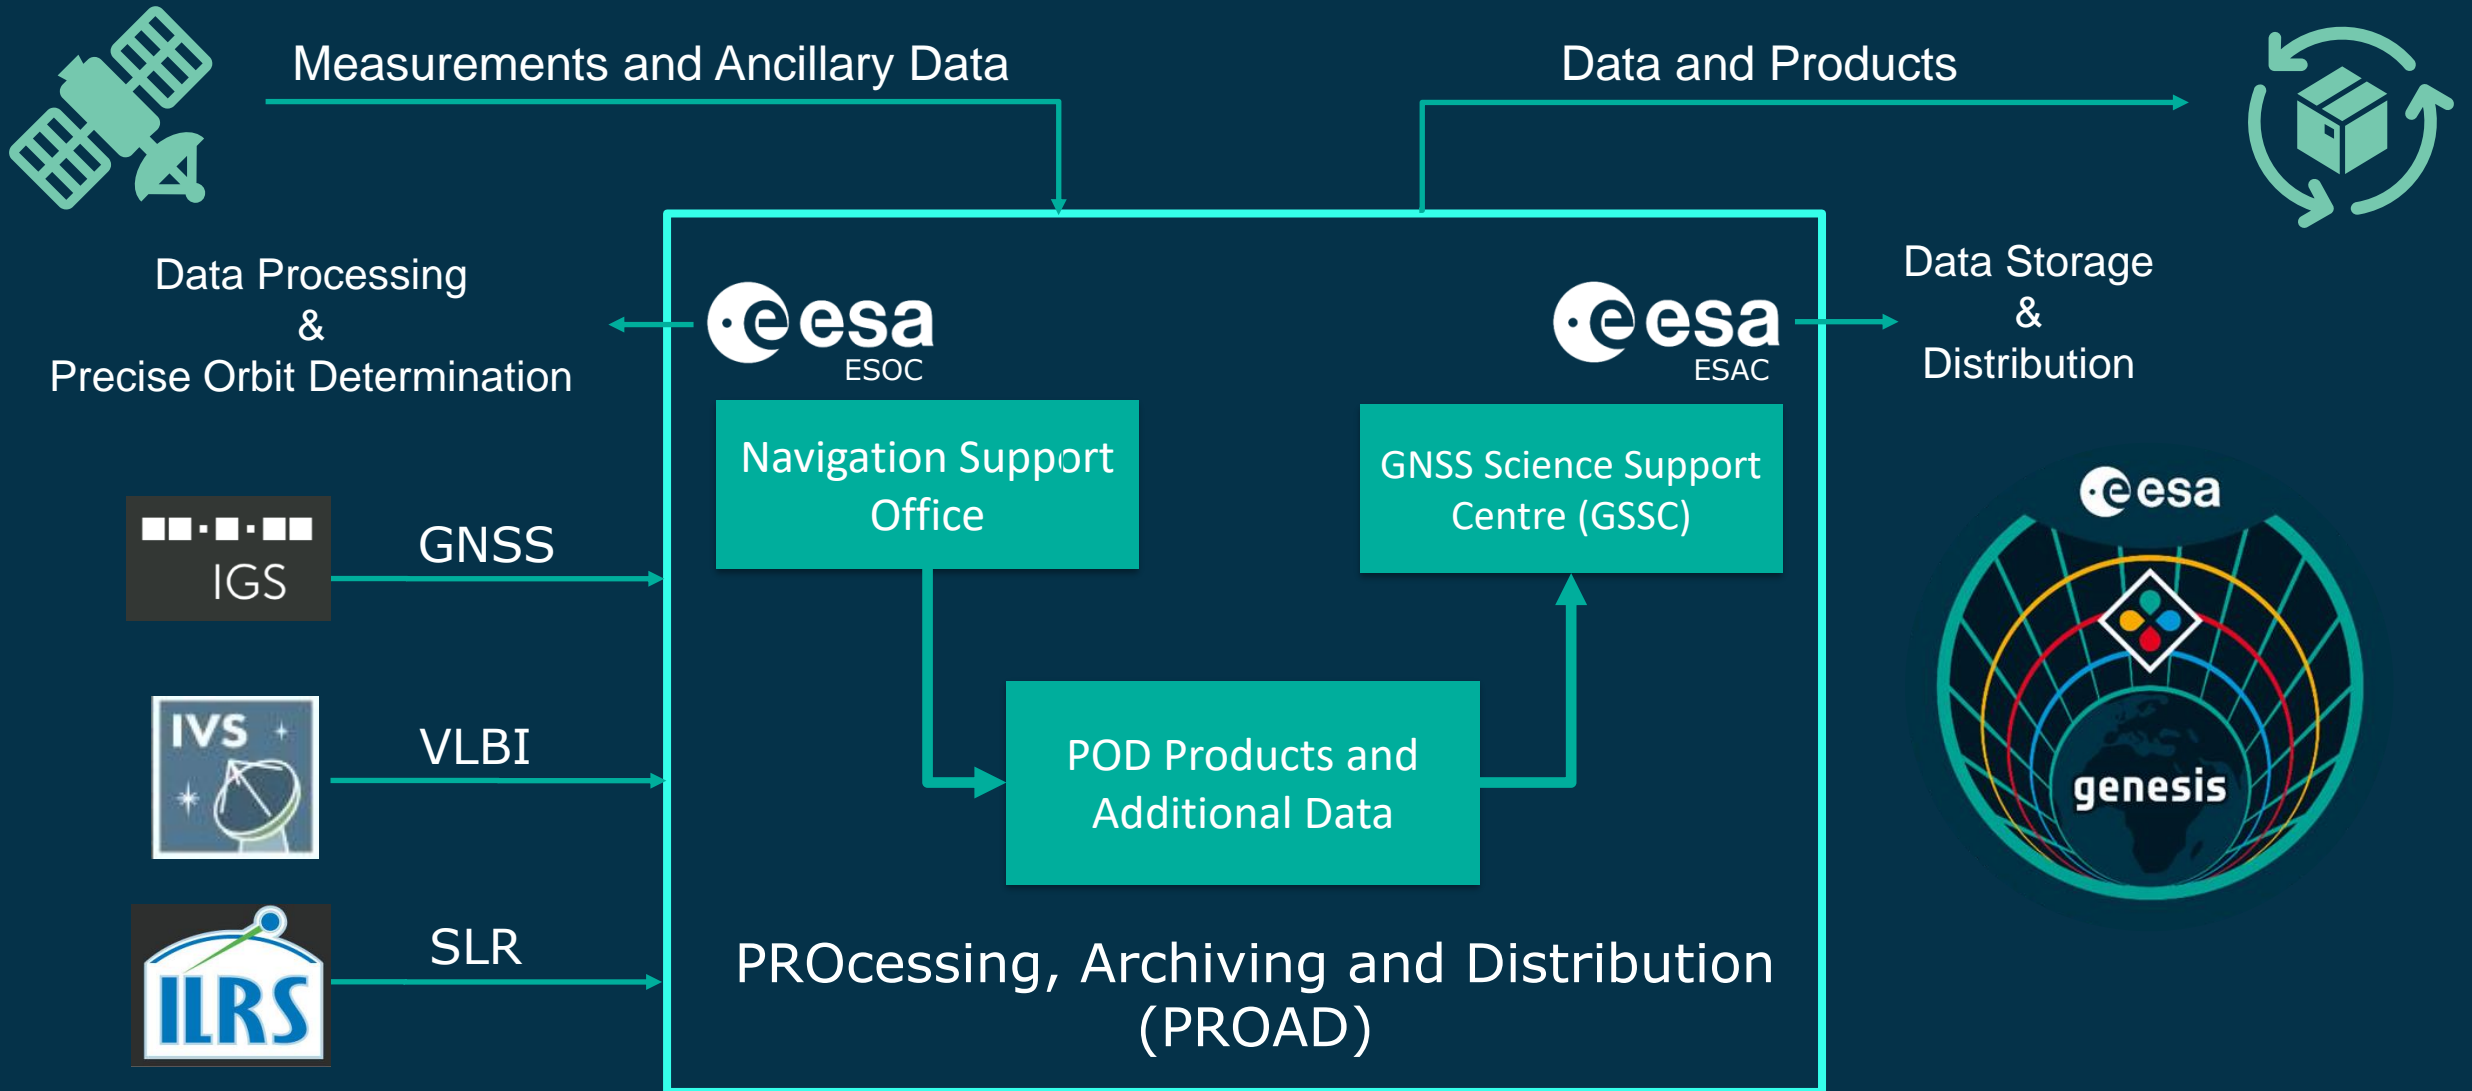 Measurements and Ancillary Data
Data and Products
Data Processing
&
Precise Orbit Determination
esa
ESOC
esa
ESAC
Data Storage
&
Distribution
Navigation Support
Office
GNSS Science Support
Centre (GSSC)
IGS
GNSS
IVS
VLBI
ILRS
SLR
POD Products and
Additional Data
PROcessing, Archiving and Distribution
(PROAD)
esa
genesis